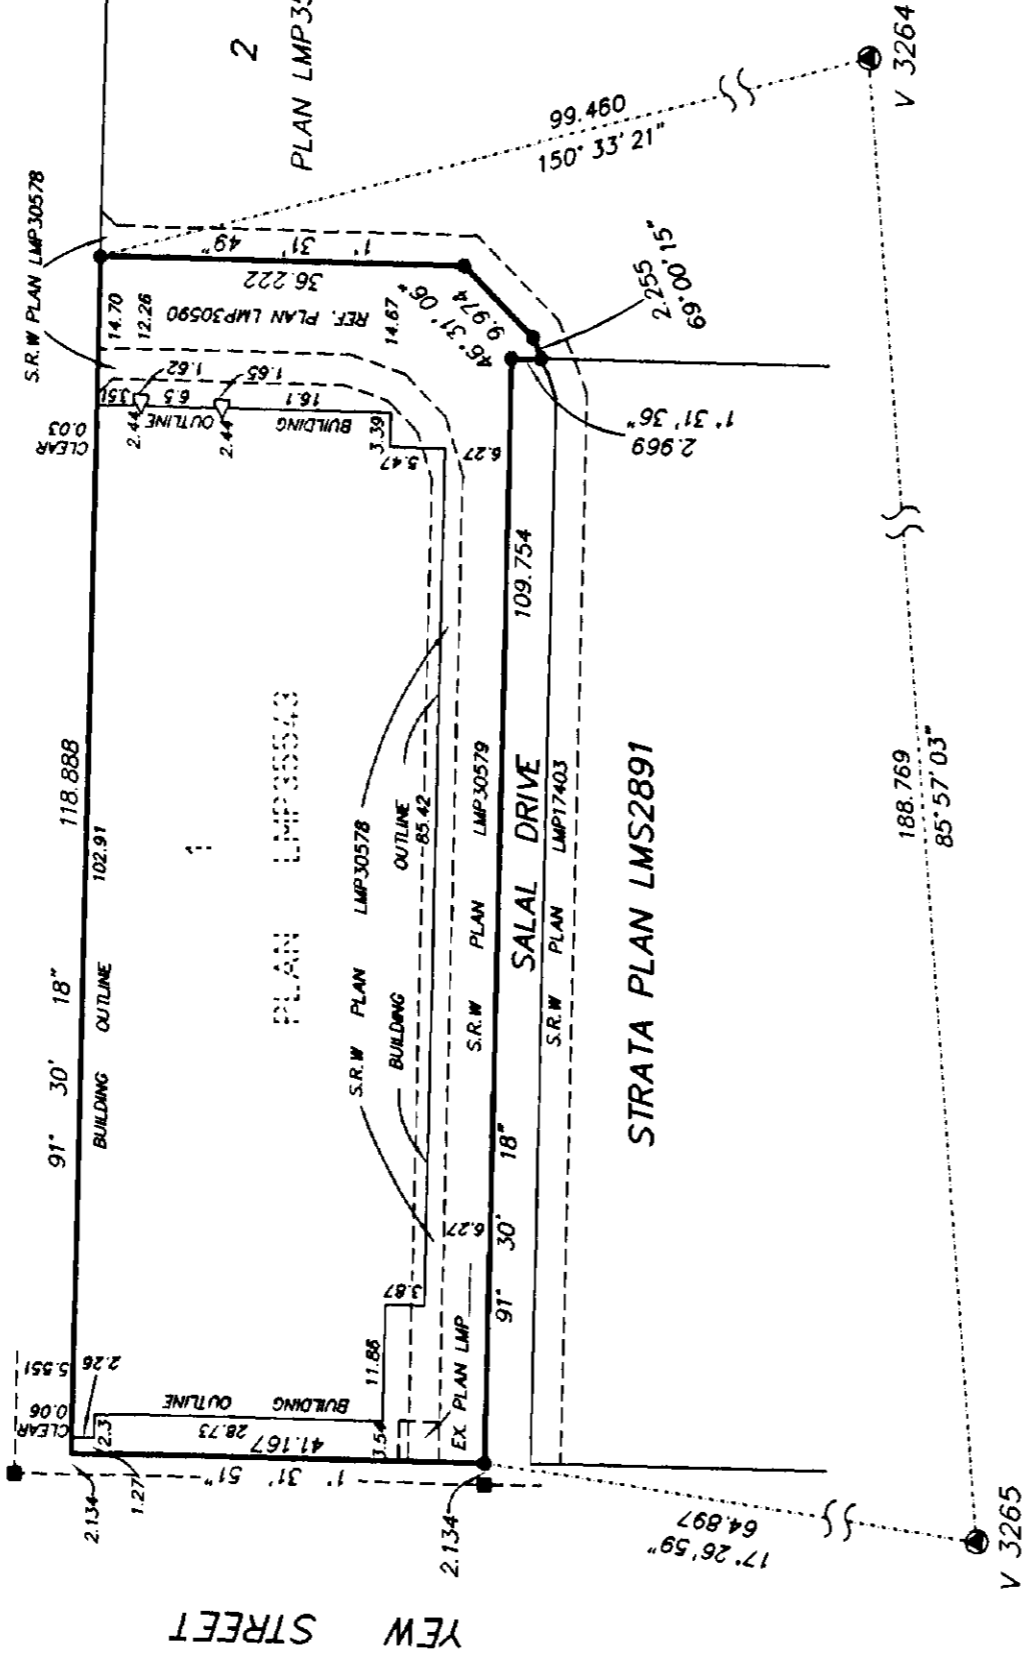 2
PLAN LMP35
S.R.W PLAN LMP30578
V 3264
99.460
150° 33' 21"
1° 31' 49"
36.222
REF. PLAN LMP30590
14.70
12.26
14.67
46° 31' 06"
9.974
2.255
69° 00' 15"
1° 31' 36"
2.969
CLEAR
0.03
2.44
2.44
1.62
6.5
1.65
16.1
BUILDING OUTLINE
3.39
5.47
6.27
118.888
102.91
91° 30' 18"
BUILDING OUTLINE
1
PLAN LMP35543
S.R.W PLAN LMP30578
BUILDING OUTLINE
85.42
S.R.W PLAN LMP30579
109.754
91° 30' 18"
SALAL DRIVE
S.R.W PLAN LMP17403
STRATA PLAN LMS2891
188.769
85° 57' 03"
6.27
3.87
11.86
EX. PLAN LMP
3.54
CLEAR
0.06
5.551
2.26
2.3
BUILDING OUTLINE
28.73
41.167
1° 31' 51"
2.134
1.27
2.134
64.897
17° 26' 59"
V 3265
YEW STREET